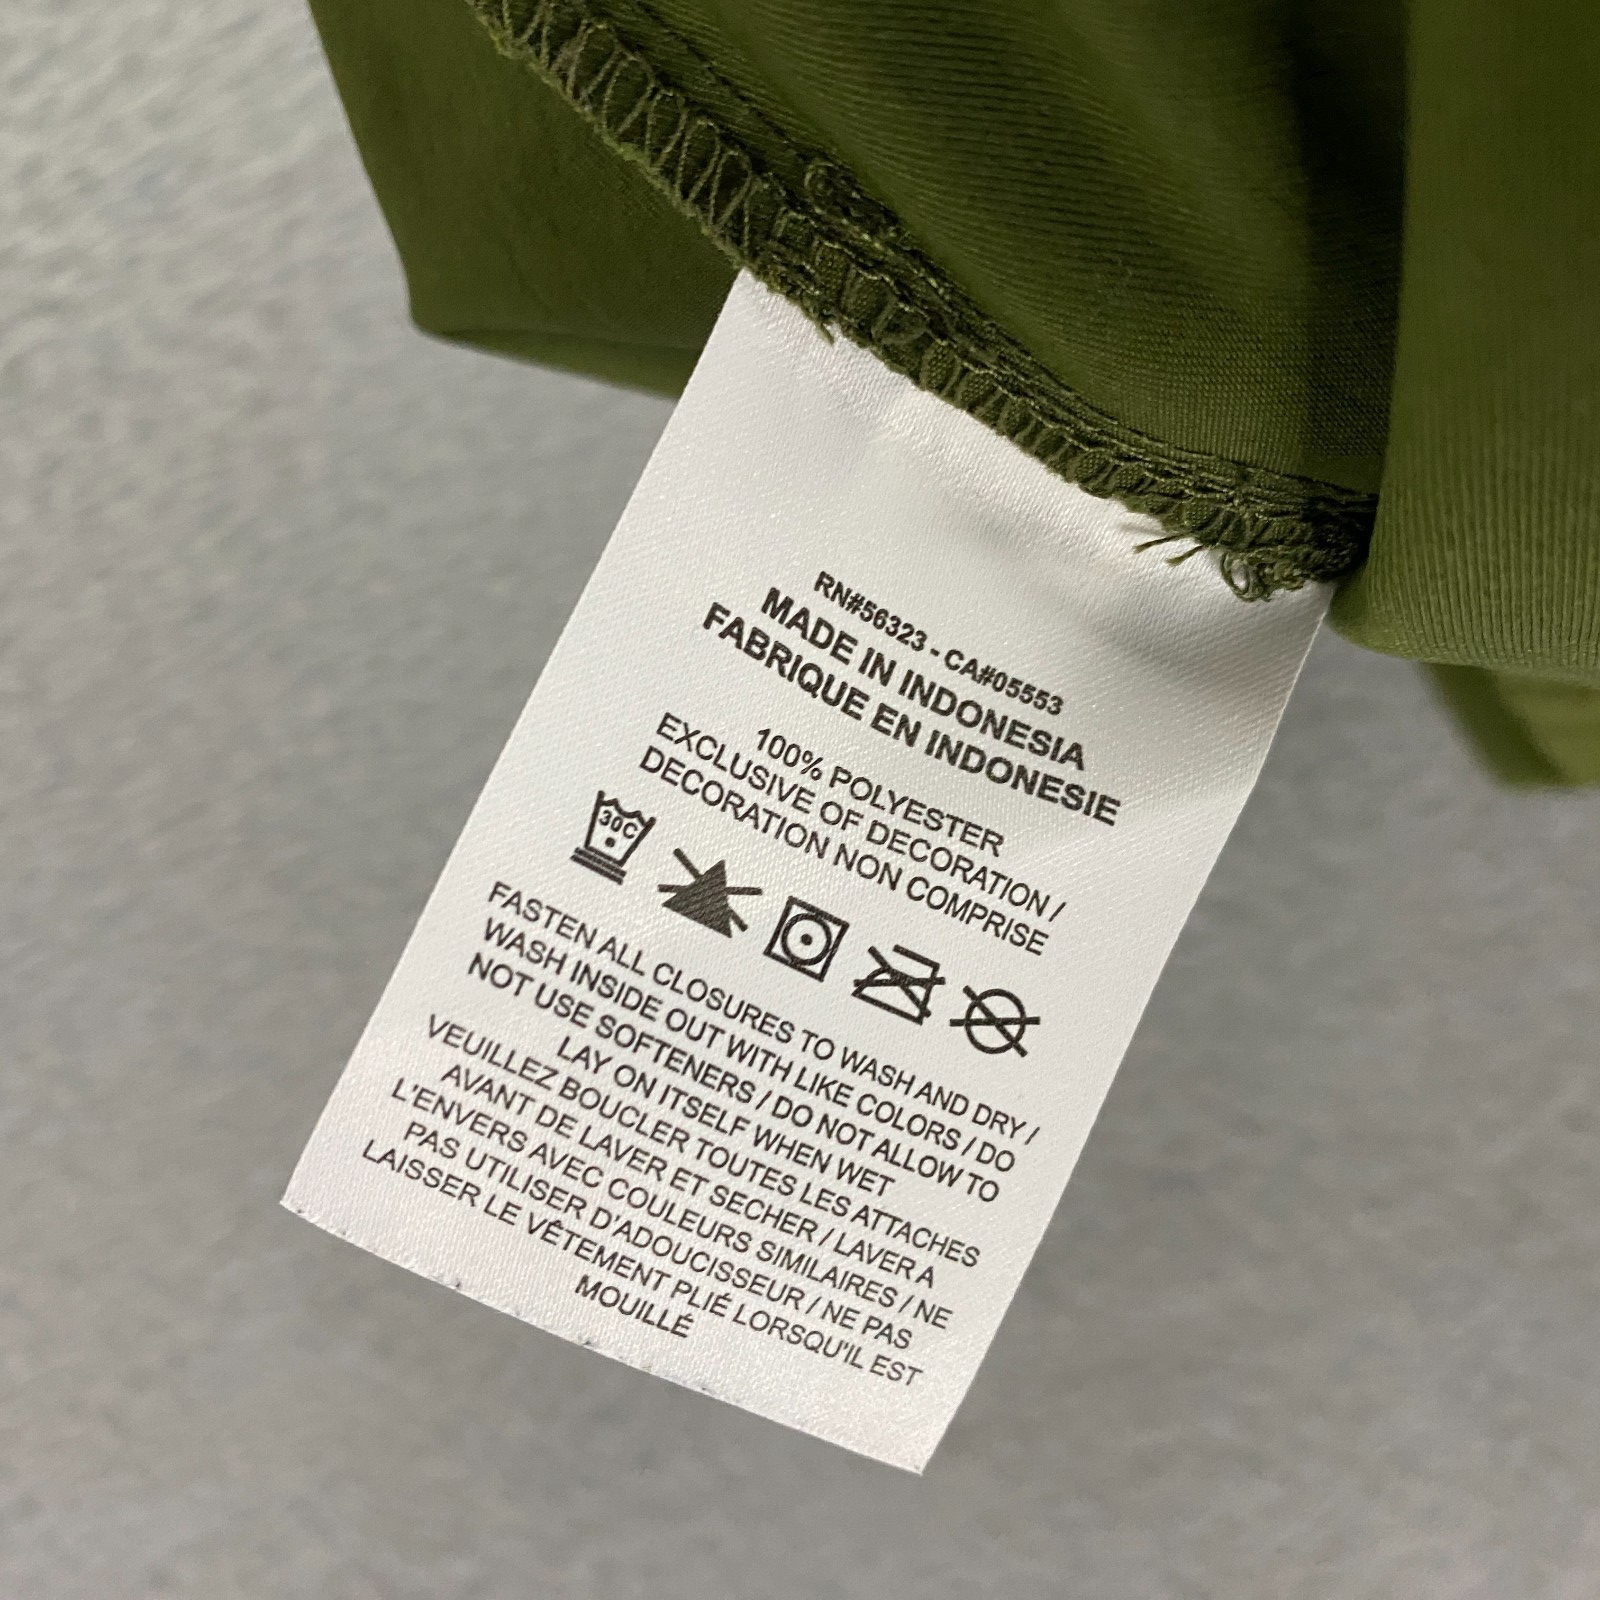 RN#56323 - CA#05553
MADE IN INDONESIA
FABRIQUE EN INDONESIE
100% POLYESTER
EXCLUSIVE OF DECORATION /
DECORATION NON COMPRISE
30C
FASTEN ALL CLOSURES TO WASH AND DRY /
WASH INSIDE OUT WITH LIKE COLORS / DO
NOT USE SOFTENERS / DO NOT ALLOW TO
LAY ON ITSELF WHEN WET
VEUILLEZ BOUCLER TOUTES LES ATTACHES
AVANT DE LAVER ET SECHER / LAVER A
L'ENVERS AVEC COULEURS SIMILAIRES / NE
PAS UTILISER D'ADOUCISSEUR / NE PAS
LAISSER LE VÊTEMENT PLIÉ LORSQU'IL EST
MOUILLÉ